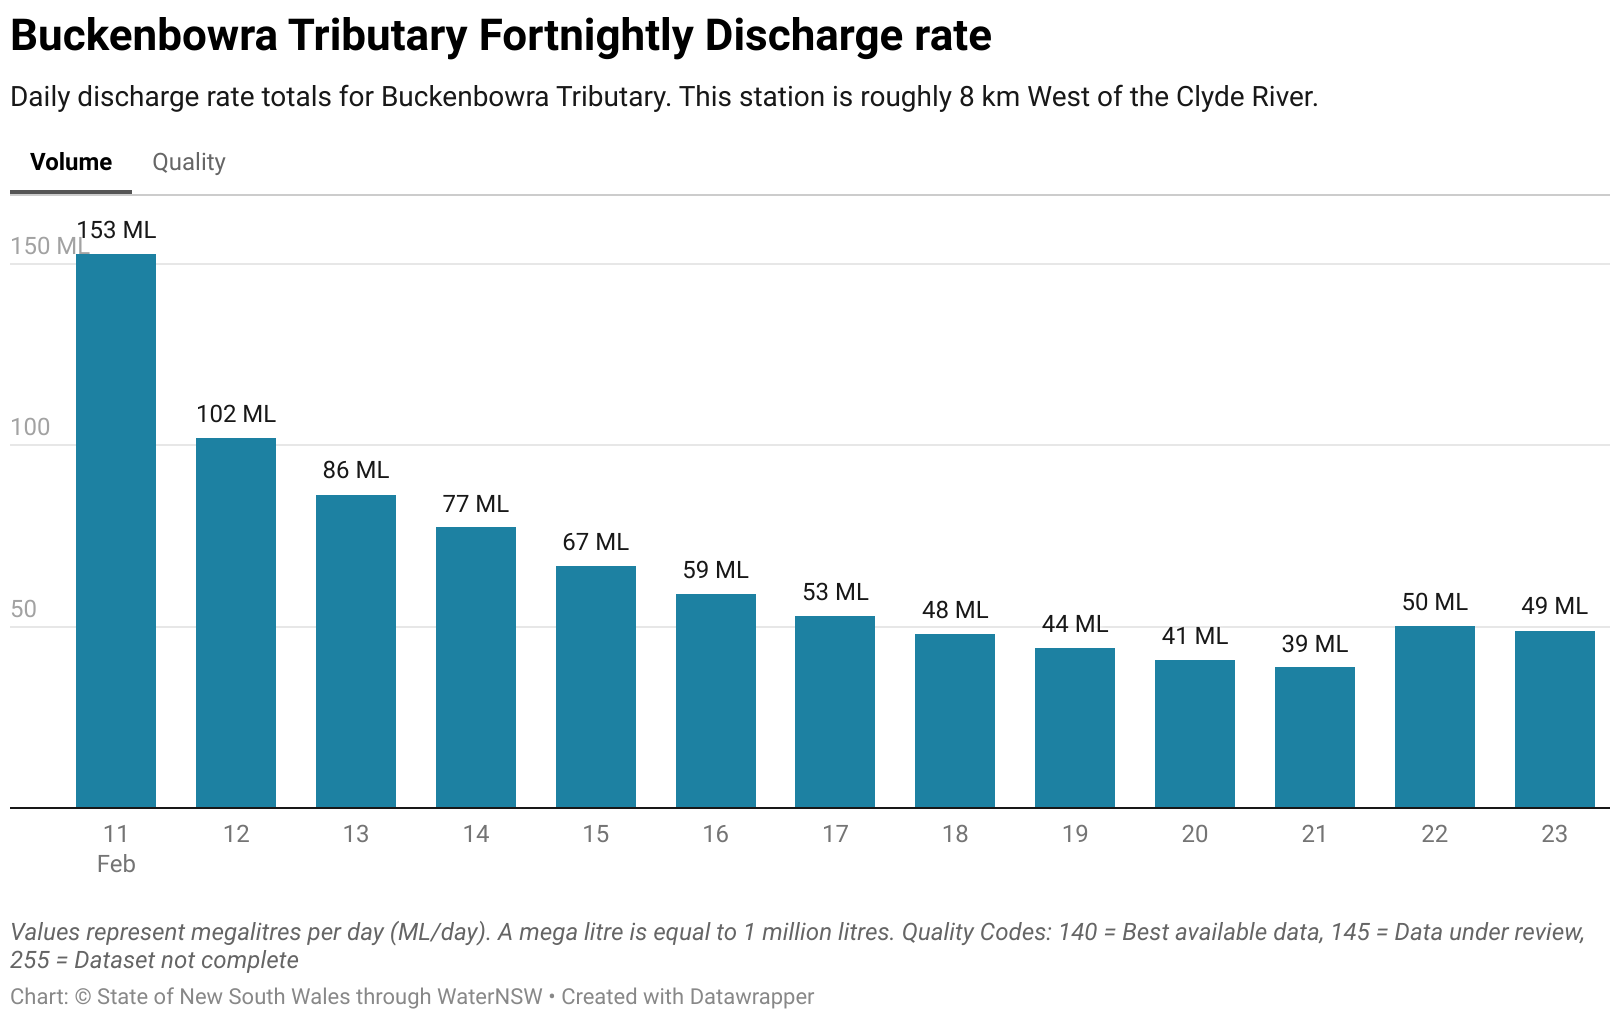 Buckenbowra Tributary Fortnightly Discharge rate
Daily discharge rate totals for Buckenbowra Tributary. This station is roughly 8 km West of the Clyde River.
Volume Quality
153 ML
150 ML
102 ML
100
86 ML
77 ML
67 ML
59 ML
53 ML
50 ML
49 ML
50
48 ML
44 ML
41 ML
39 ML
11 12 13 14 15 16 17 18 19 20 21 22 23
Feb
Values represent megalitres per day (ML/day). A mega litre is equal to 1 million litres. Quality Codes: 140 = Best available data, 145 = Data under review,
255 = Dataset not complete
Chart: © State of New South Wales through WaterNSW • Created with Datawrapper